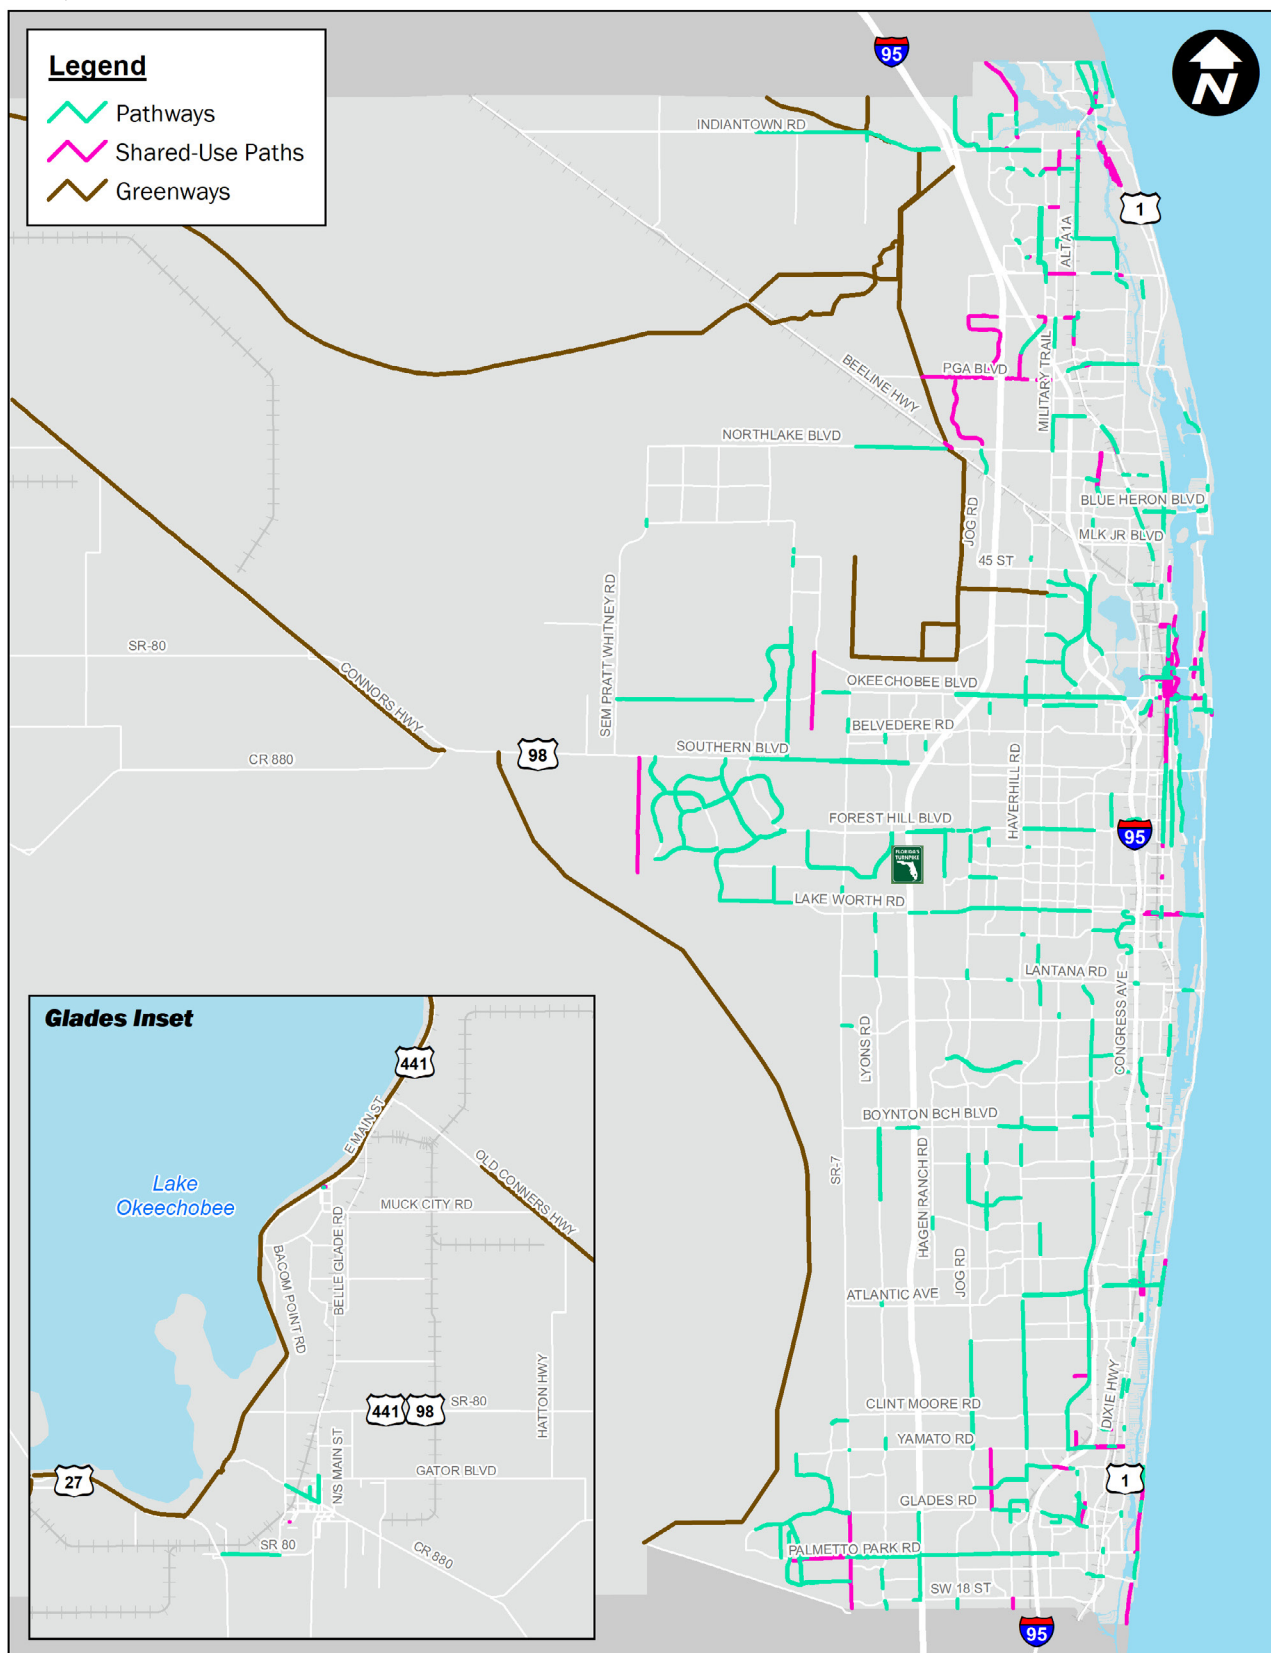 Legend
Pathways
Shared-Use Paths
Greenways
95
N
INDIANTOWN RD
1
ALT A1A
BEELINE HWY
PGA BLVD
MILITARY TRAIL
NORTHLAKE BLVD
BLUE HERON BLVD
JOG RD
MLK JR BLVD
45 ST
SEM PRATT WHITNEY RD
SR-80
CONNORS HWY
OKEECHOBEE BLVD
BELVEDERE RD
SOUTHERN BLVD
98
CR 880
HAVERHILL RD
FOREST HILL BLVD
95
FLORIDA'S
TURNPIKE
LAKE WORTH RD
LANTANA RD
CONGRESS AVE
LYONS RD
BOYNTON BCH BLVD
SR-7
HAGEN RANCH RD
JOG RD
ATLANTIC AVE
DIXIE HWY
CLINT MOORE RD
YAMATO RD
1
GLADES RD
PALMETTO PARK RD
SW 18 ST
95
Glades Inset
441
E MAIN ST
OLD CONNERS HWY
Lake
Okeechobee
MUCK CITY RD
BELLE GLADE RD
BACOM POINT RD
HATTON HWY
441
98
SR-80
N/S MAIN ST
GATOR BLVD
27
SR 80
CR 880